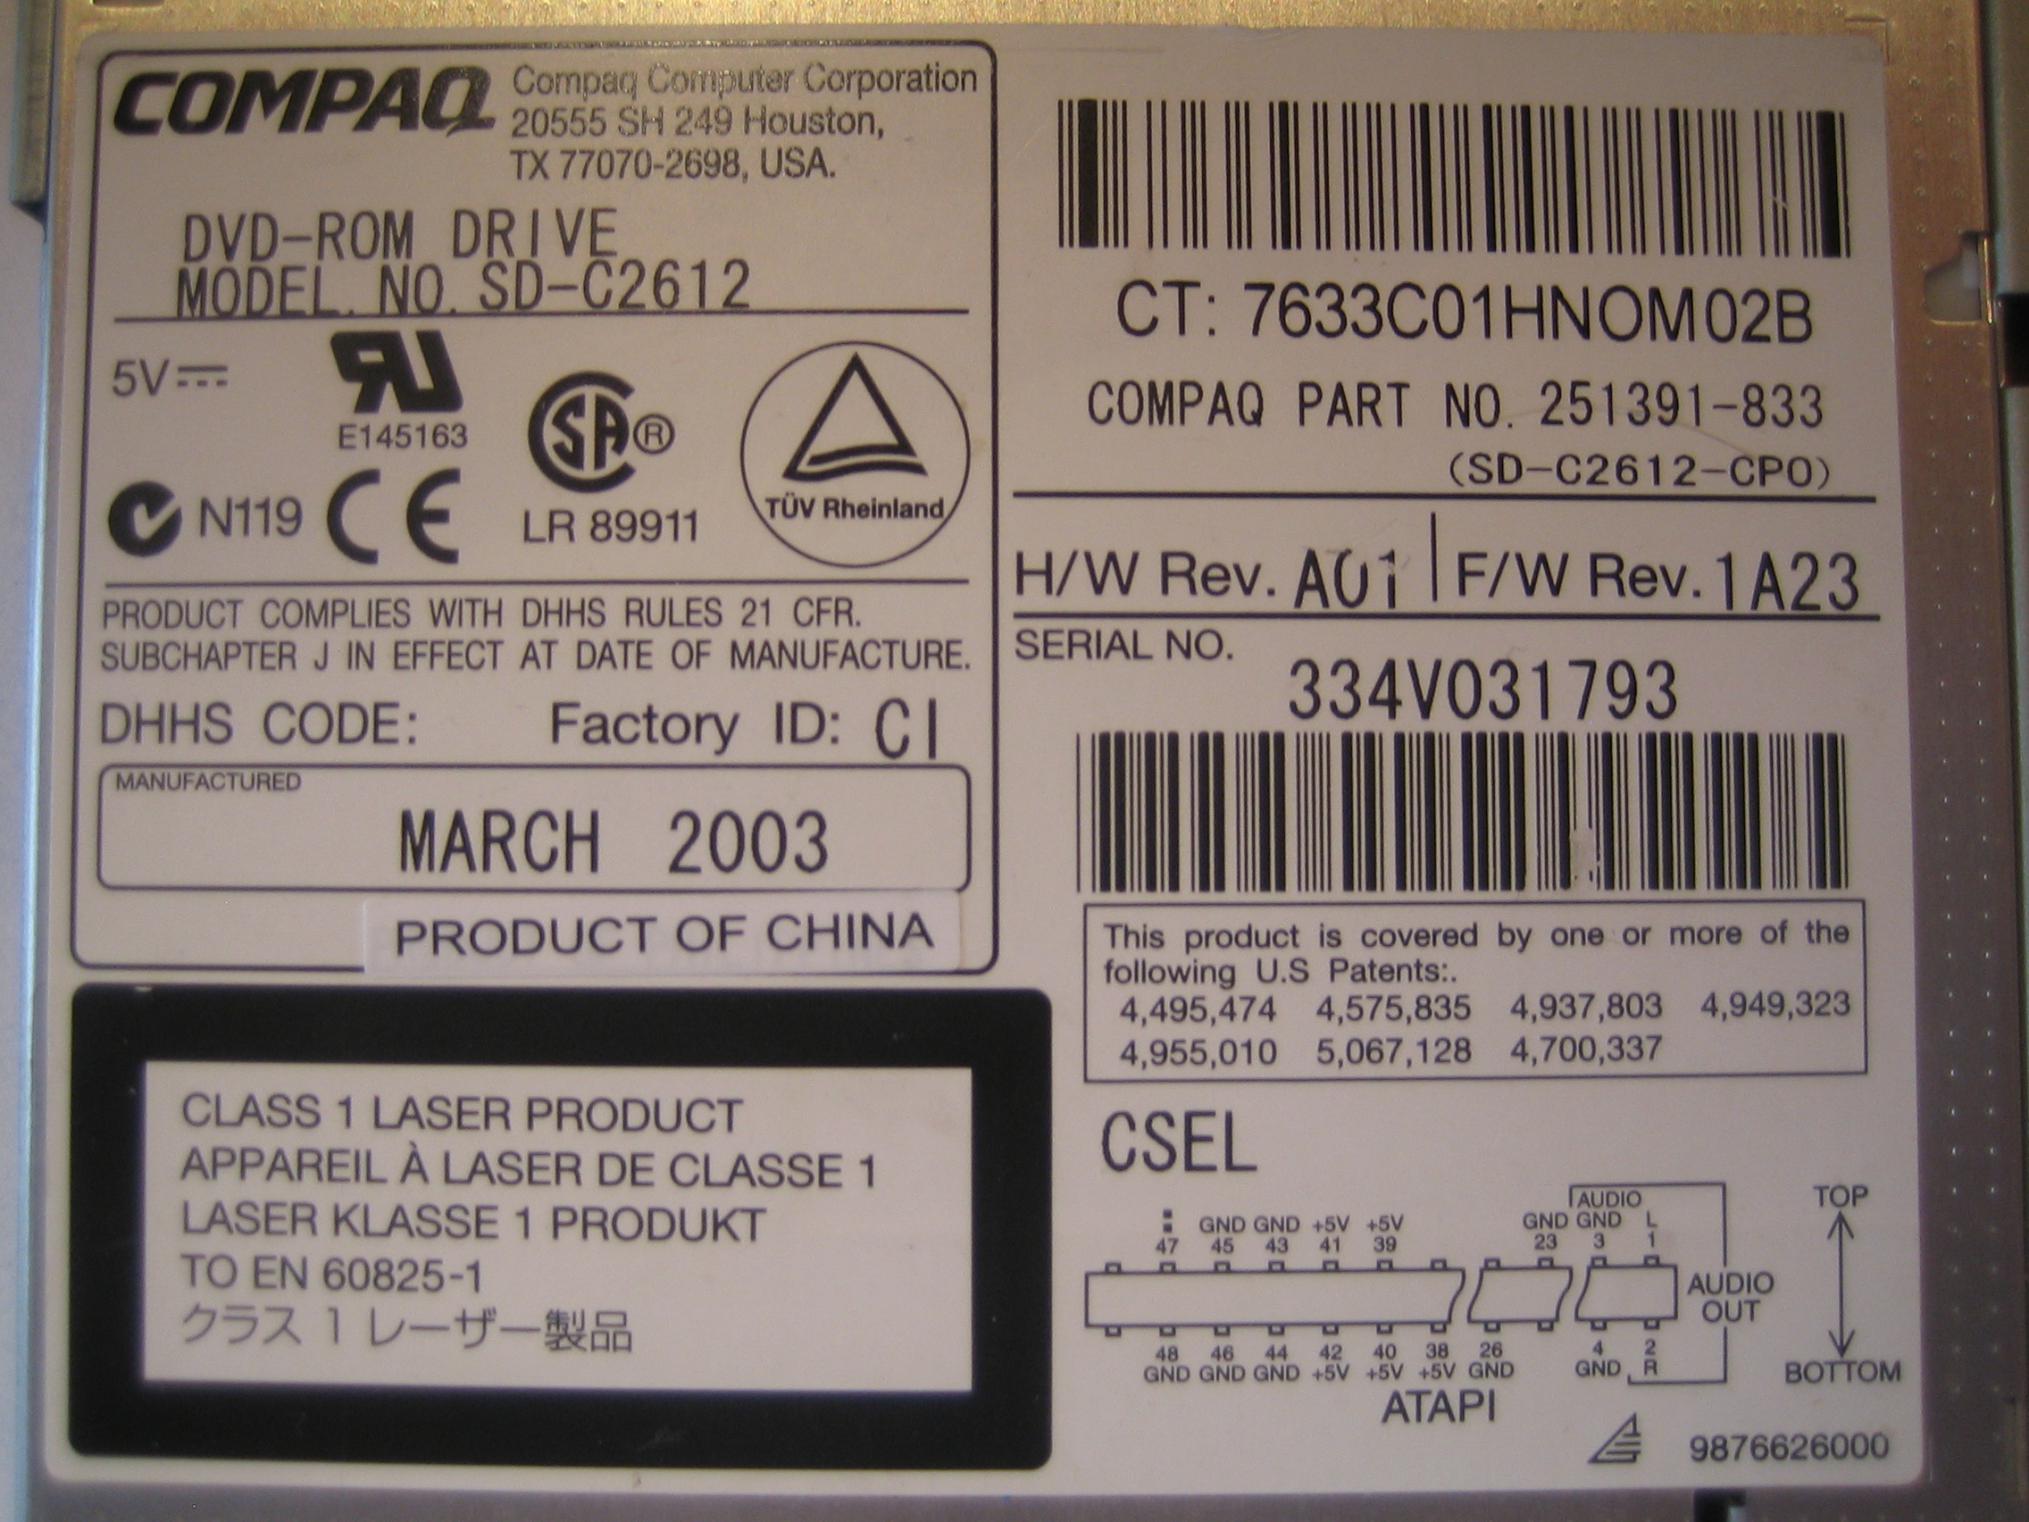 COMPAQ
Compaq Computer Corporation
20555 SH 249 Houston,
TX 77070-2698, USA.
DVD-ROM DRIVE
MODEL. NO. SD-C2612
5V
E145163
SA®
TÜV Rheinland
N119
CE
LR 89911
PRODUCT COMPLIES WITH DHHS RULES 21 CFR.
SUBCHAPTER J IN EFFECT AT DATE OF MANUFACTURE.
DHHS CODE: Factory ID: CI
MANUFACTURED
MARCH 2003
PRODUCT OF CHINA
CLASS 1 LASER PRODUCT
APPAREIL À LASER DE CLASSE 1
LASER KLASSE 1 PRODUKT
TO EN 60825-1
クラス 1 レーザー製品
CT: 7633C01HNOM02B
COMPAQ PART NO. 251391-833
(SD-C2612-CPO)
H/W Rev. A01 F/W Rev. 1A23
SERIAL NO.
334V031793
This product is covered by one or more of the
following U.S Patents:.
4,495,474 4,575,835 4,937,803 4,949,323
4,955,010 5,067,128 4,700,337
CSEL
AUDIO
GND GND +5V +5V GND GND L
47 45 43 41 39 23 3 1
AUDIO
OUT
48 46 44 42 40 38 26 4 2
GND GND GND +5V +5V +5V GND GND R
ATAPI
TOP
BOTTOM
9876626000